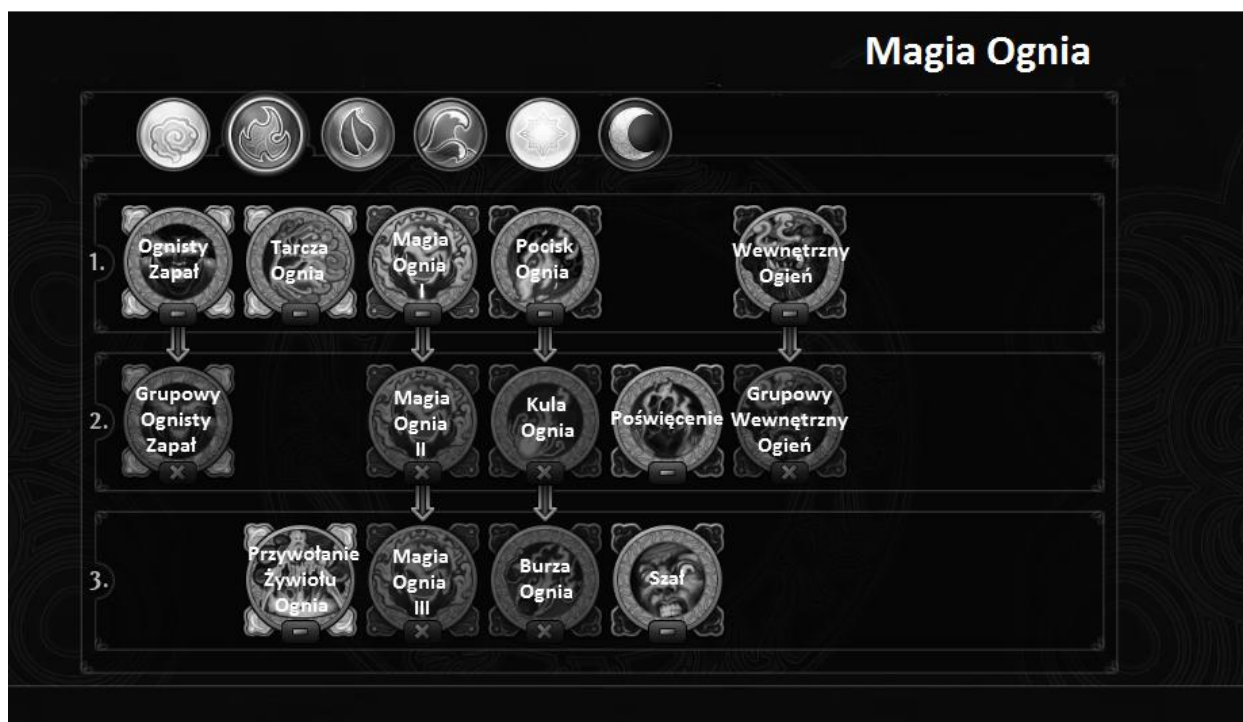 Magia Ognia
1.
Ognisty
Zapał
Tarcza
Ognia
Magia
Ognia
I
Pocisk
Ognia
Wewnętrzny
Ogień
2.
Grupowy
Ognisty
Zapał
Magia
Ognia
II
Kula
Ognia
Poświęcenie
Grupowy
Wewnętrzny
Ogień
3.
Przywołanie
Żywiołu
Ognia
Magia
Ognia
III
Burza
Ognia
Szał